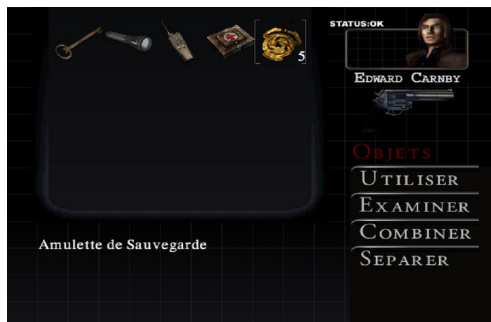 STATUS:OK
5
EDWARD CARNBY
OBJETS
UTILISER
EXAMINER
COMBINER
SEPARER
Amulette de Sauvegarde